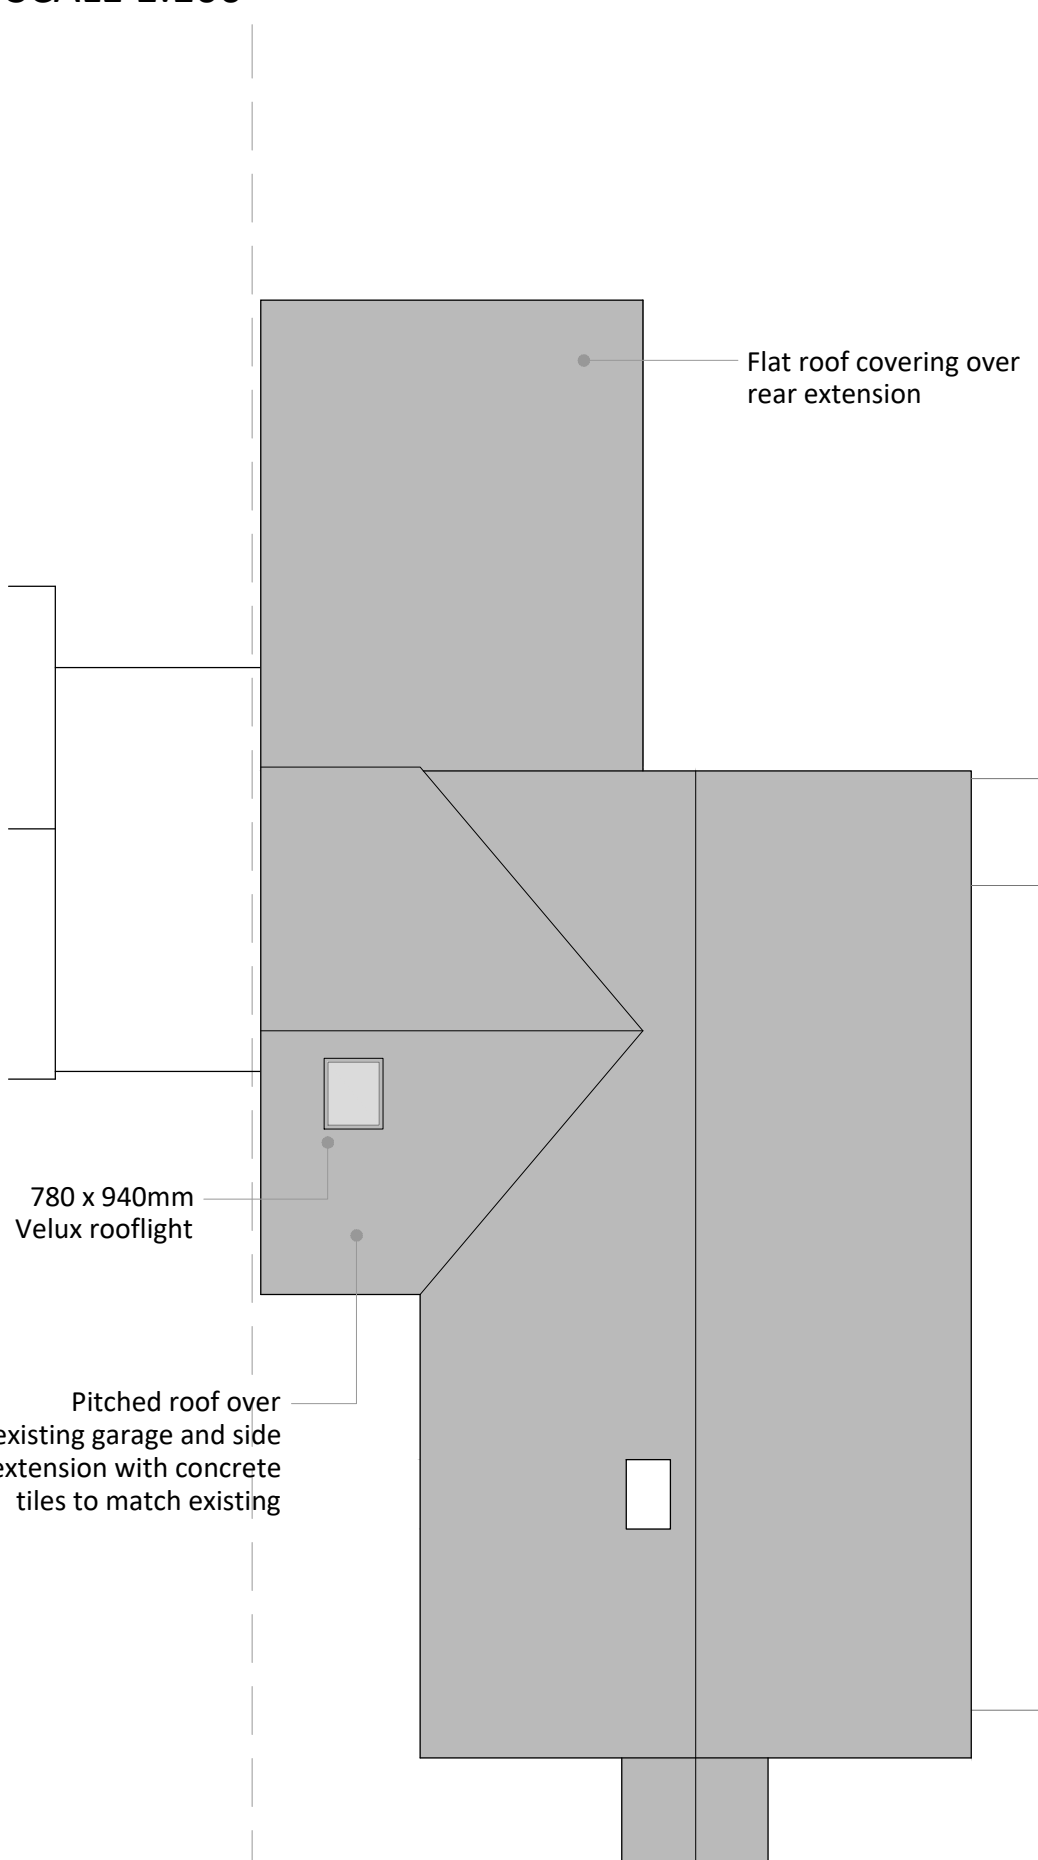 Flat roof covering over
rear extension
780 x 940mm
Velux rooflight
Pitched roof over
existing garage and side
extension with concrete
tiles to match existing